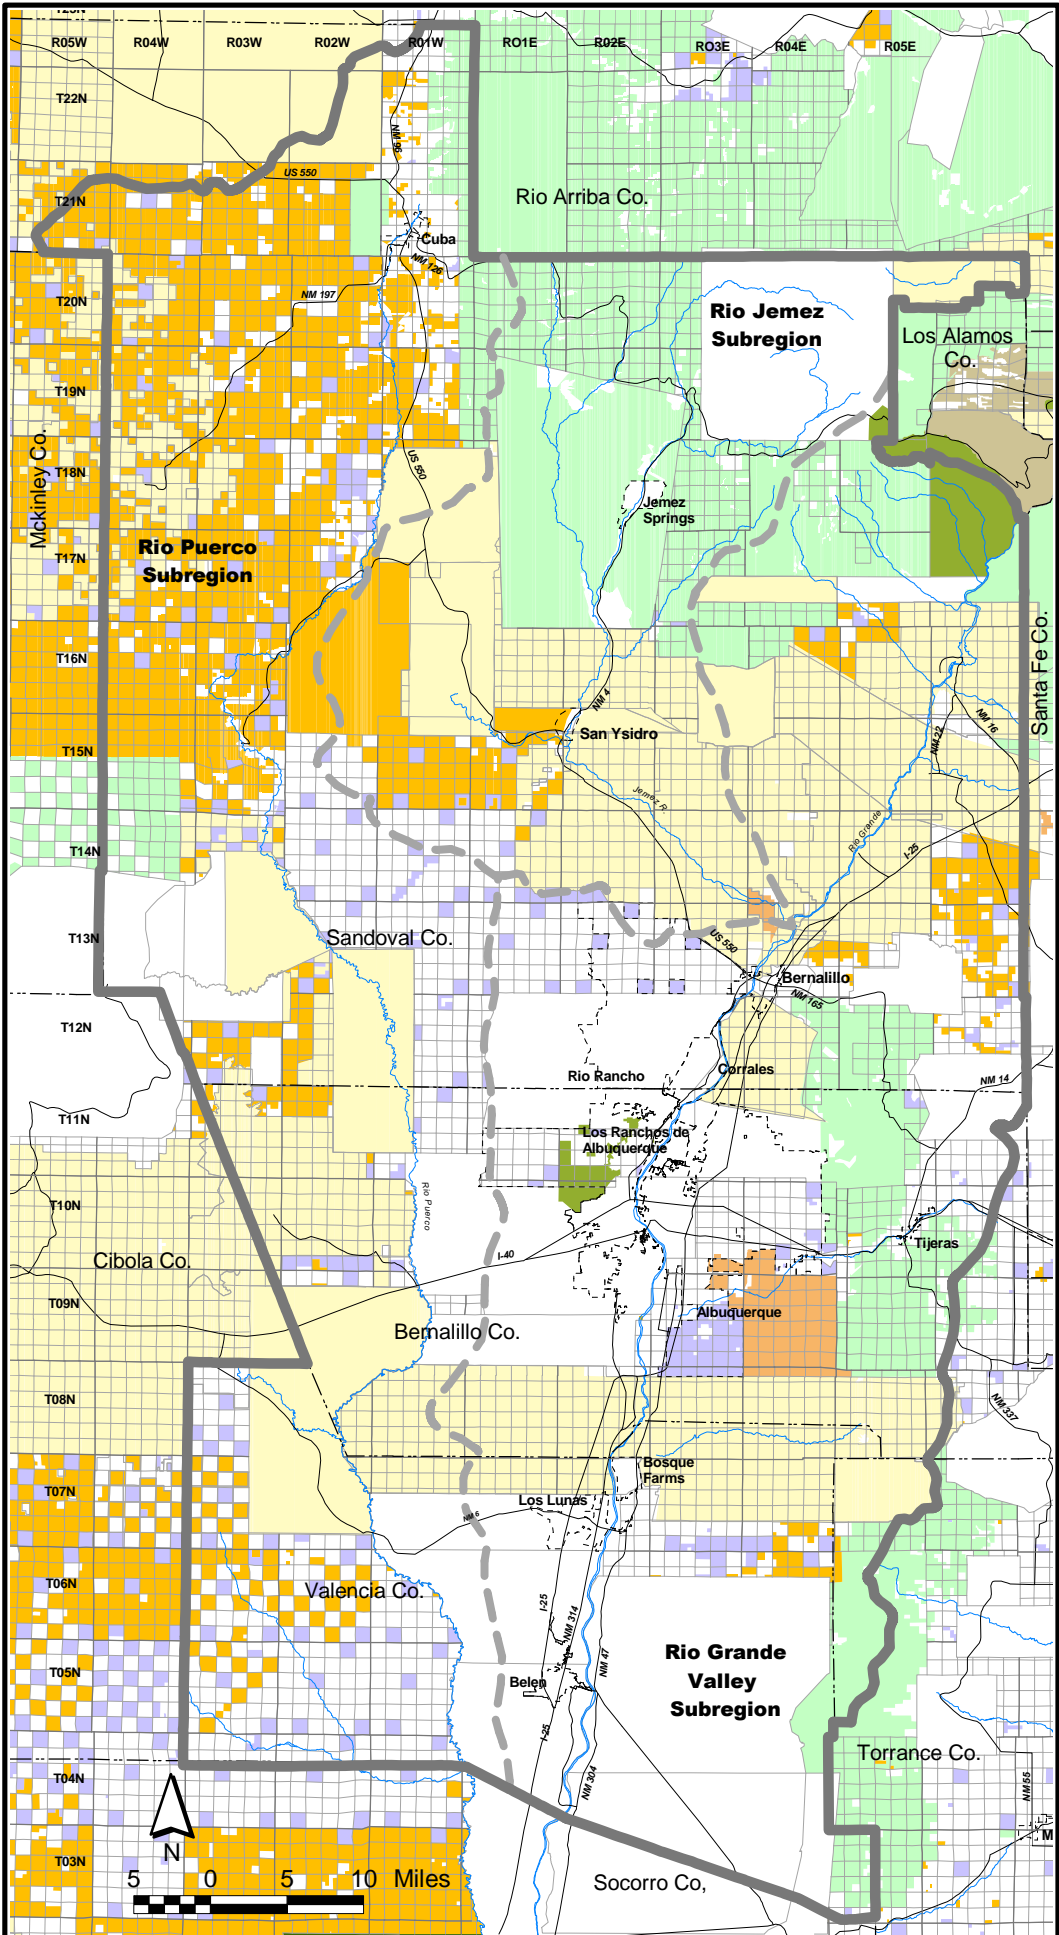 R05W
R04W
R03W
R02W
R01W
RO1E
R02E
RO3E
R04E
R05E
T22N
NM 96
US 550
T21N
Rio Arriba Co.
Cuba
NM 126
T20N
NM 197
Rio Jemez
Subregion
Los Alamos
Co.
T19N
Mckinley Co.
T18N
US 550
Jemez
Springs
Rio Puerco
Subregion
T17N
Santa Fe Co.
T16N
NM 4
NM 16
San Ysidro
NM 22
T15N
Jemez R.
Rio Grande
I-25
T14N
T13N
Sandoval Co.
US 550
Bernalillo
NM 165
T12N
Rio Rancho
Corrales
NM 14
T11N
Los Ranchos de
Albuquerque
T10N
Rio Puerco
Tijeras
Cibola Co.
I-40
T09N
Albuquerque
Bernalillo Co.
T08N
NM 337
T07N
Bosque
Farms
Los Lunas
NM 6
T06N
Valencia Co.
I-25
NM 314
NM 47
T05N
Rio Grande
Valley
Subregion
Belen
I-25
T04N
Torrance Co.
NM 304
NM55
M
N
T03N
5 0 5 10 Miles
Socorro Co,